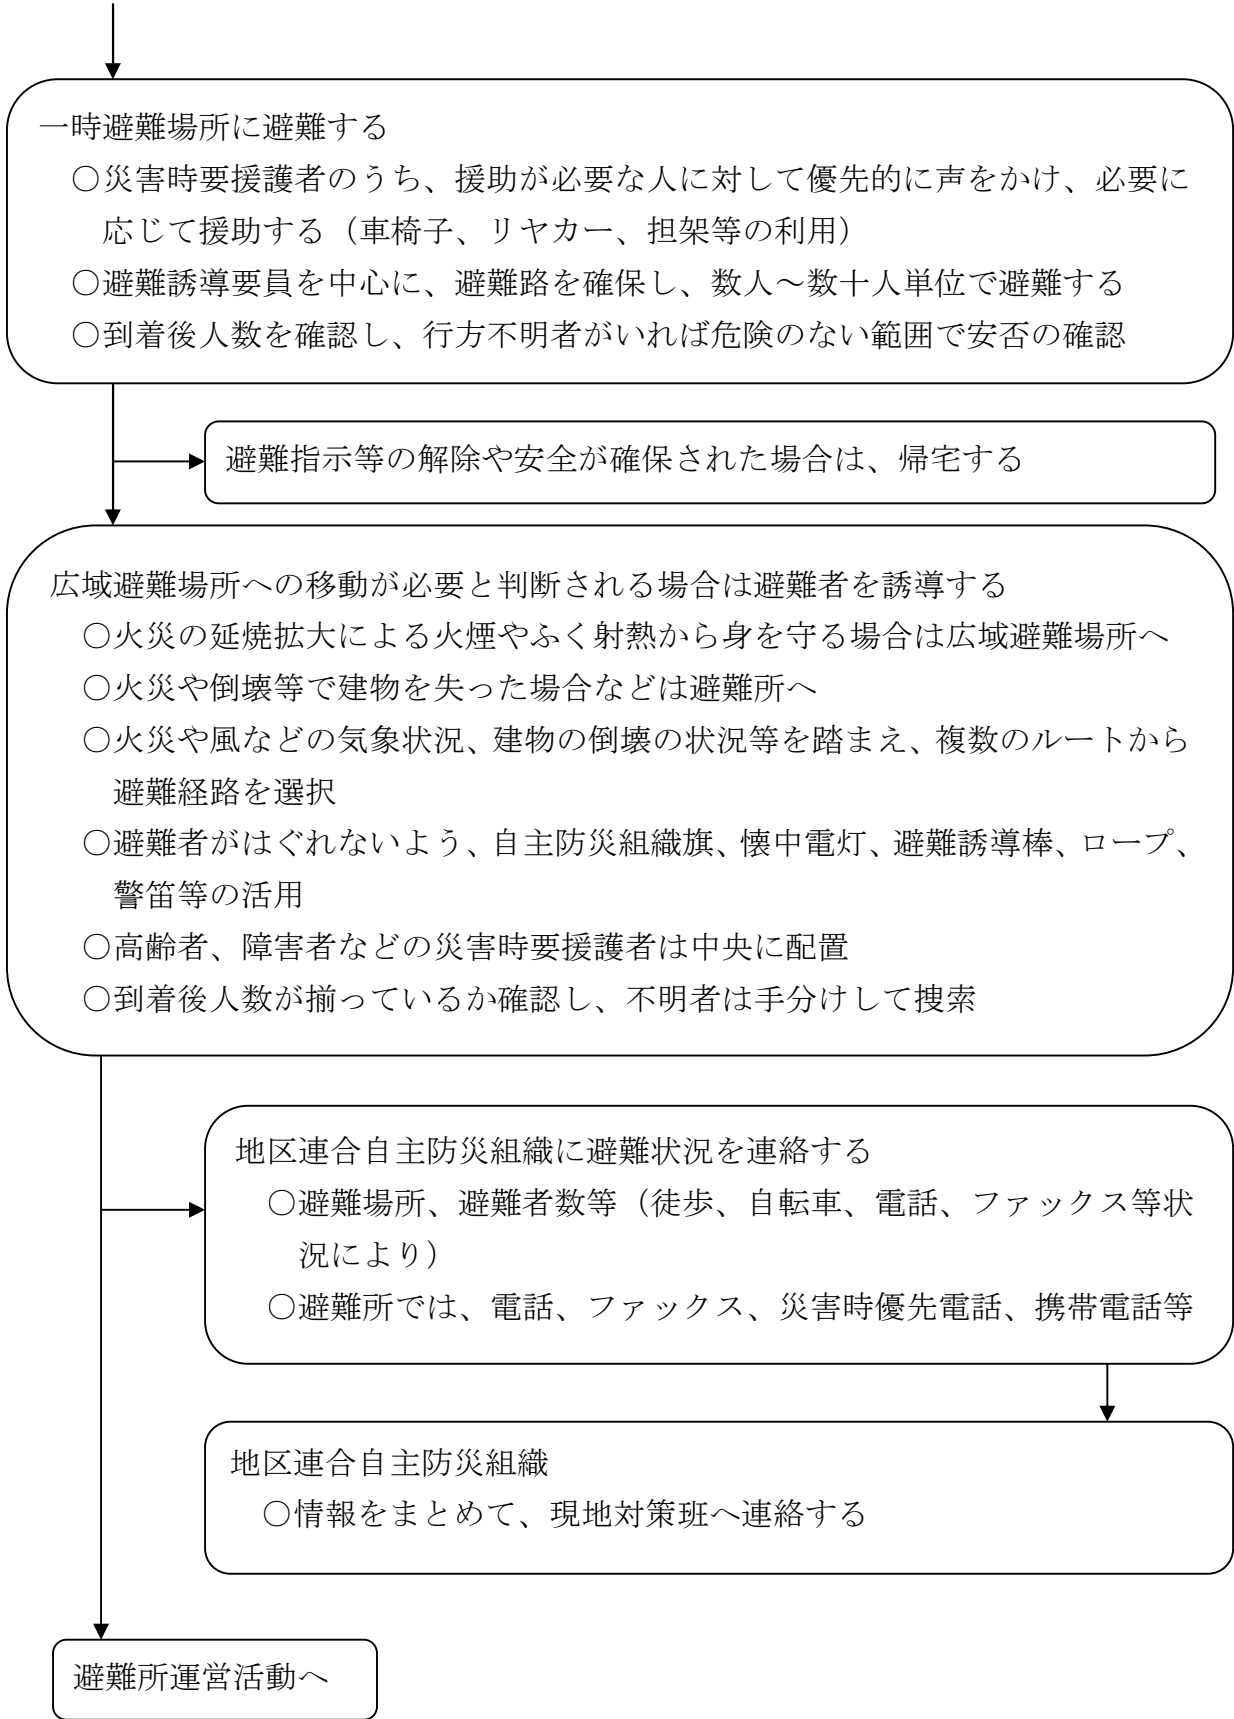 一時避難場所に避難する
○災害時要援護者のうち、援助が必要な人に対して優先的に声をかけ、必要に
応じて援助する（車椅子、リヤカー、担架等の利用）
○避難誘導要員を中心に、避難路を確保し、数人～数十人単位で避難する
○到着後人数を確認し、行方不明者がいれば危険のない範囲で安否の確認
避難指示等の解除や安全が確保された場合は、帰宅する
広域避難場所への移動が必要と判断される場合は避難者を誘導する
○火災の延焼拡大による火煙やふく射熱から身を守る場合は広域避難場所へ
○火災や倒壊等で建物を失った場合などは避難所へ
○火災や風などの気象状況、建物の倒壊の状況等を踏まえ、複数のルートから
避難経路を選択
○避難者がはぐれないよう、自主防災組織旗、懐中電灯、避難誘導棒、ロープ、
警笛等の活用
○高齢者、障害者などの災害時要援護者は中央に配置
○到着後人数が揃っているか確認し、不明者は手分けして捜索
地区連合自主防災組織に避難状況を連絡する
○避難場所、避難者数等（徒歩、自転車、電話、ファックス等状
況により）
○避難所では、電話、ファックス、災害時優先電話、携帯電話等
地区連合自主防災組織
○情報をまとめて、現地対策班へ連絡する
避難所運営活動へ